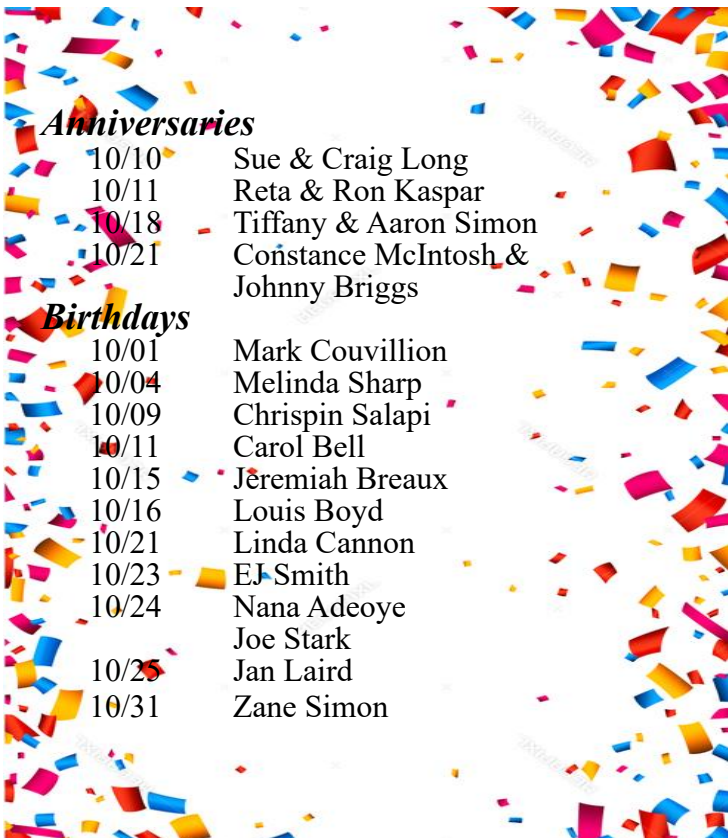 Anniversaries
10/10 Sue & Craig Long
10/11 Reta & Ron Kaspar
10/18 Tiffany & Aaron Simon
10/21 Constance McIntosh &
Johnny Briggs
Birthdays
10/01 Mark Couvillion
10/04 Melinda Sharp
10/09 Chrispin Salapi
10/11 Carol Bell
10/15 Jeremiah Breaux
10/16 Louis Boyd
10/21 Linda Cannon
10/23 EJ Smith
10/24 Nana Adeoye
Joe Stark
10/25 Jan Laird
10/31 Zane Simon